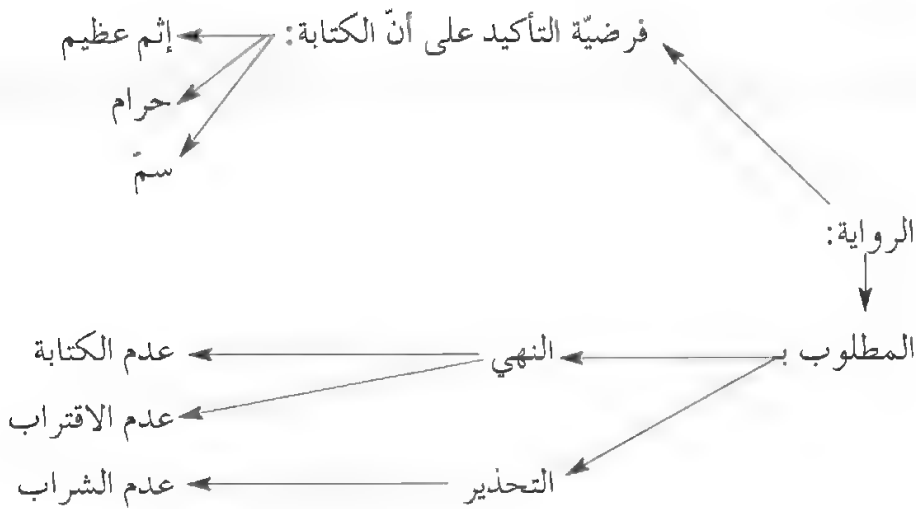 فرضيّة التأكيد على أنّ الكتابة: إثم عظيم
حرام
سمّ
الرواية:
المطلوب بـ النهي عدم الكتابة
عدم الاقتراب
التحذير عدم الشراب